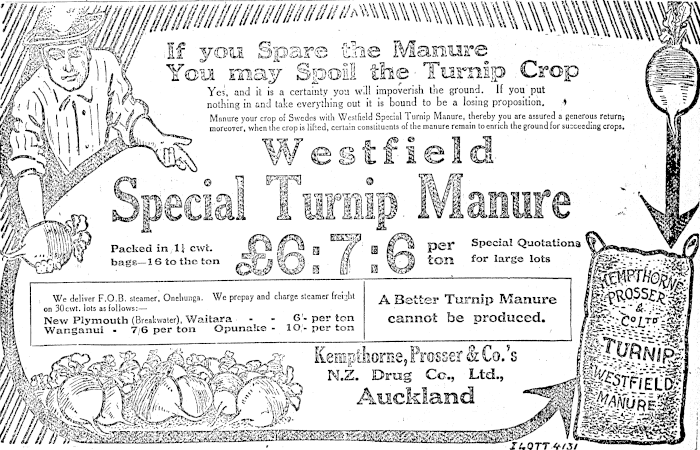 If you Spare the Manure
You may Spoil the Turnip Crop
Yes, and it is a certainty you will impoverish the ground. If you put
nothing in and take everything out it is bound to be a losing proposition.
Manure your crop of Swedes with Westfield Special Turnip Manure, thereby you are assured a generous return;
moreover, when the crop is lifted, certain constituents of the manure remain to enrich the ground for succeeding crops.
Westfield
Special Turnip Manure
Packed in 1¼ cwt.
bags—16 to the ton
£6:7:6
per
ton
Special Quotations
for large lots
We deliver F.O.B. steamer, Onehunga. We prepay and charge steamer freight
on 30cwt. lots as follows:—
New Plymouth (Breakwater), Waitara - - 6/- per ton
Wanganui - 7/6 per ton Opunake - 10/- per ton
A Better Turnip Manure
cannot be produced.
Kempthorne, Prosser & Co.'s
N.Z. Drug Co., Ltd.,
Auckland
KEMPTHORNE
PROSSER
&
Co LTD
TURNIP
"WESTFIELD
MANURE"